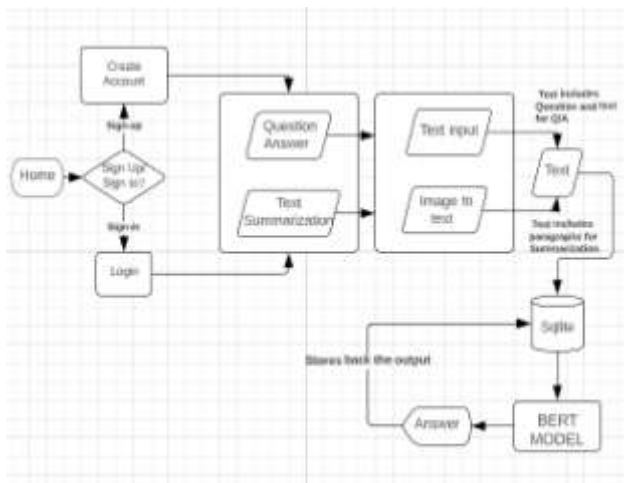 Create
Account
Sign up
Home
Sign Up/
Sign In?
Sign in
Login
Question
Answer
Text
Summarization
Text input
Image to
text
Text includes
Question and text
for Q/A
Text
Text includes
paragraphs for
Summarization
Sqlite
Stores back the output
Answer
BERT
MODEL